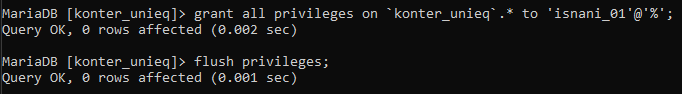 MariaDB [konter_unieq]> grant all privileges on `konter_unieq`.* to 'isnani_01'@'%';
Query OK, 0 rows affected (0.002 sec)
MariaDB [konter_unieq]> flush privileges;
Query OK, 0 rows affected (0.001 sec)